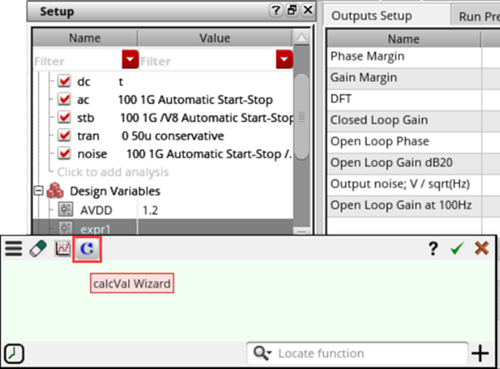 Setup
Name Value
Filter Filter
dc t
ac 100 1G Automatic Start-Stop
stb 100 1G /V8 Automatic Start-Stop
tran 0 50u conservative
noise 100 1G Automatic Start-Stop /..
Click to add analysis
Design Variables
AVDD 1.2
expr1
Outputs Setup Run Pre
Name
Phase Margin
Gain Margin
DFT
Closed Loop Gain
Open Loop Phase
Open Loop Gain dB20
Output noise; V / sqrt(Hz)
Open Loop Gain at 100Hz
calcVal Wizard
Locate function